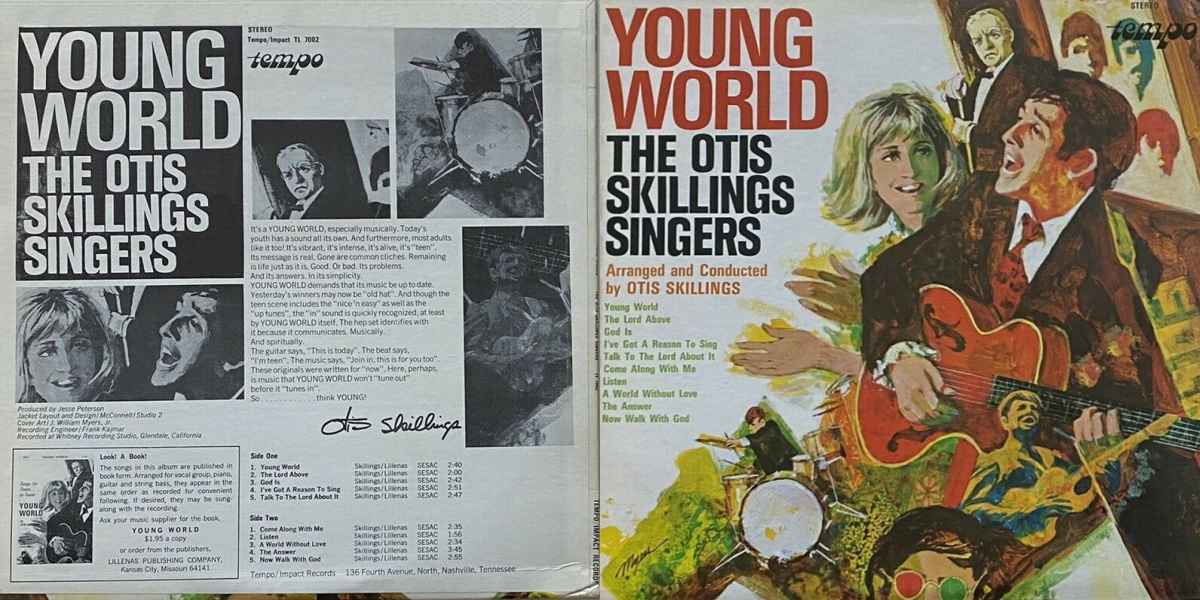 YOUNG
WORLD
THE OTIS
SKILLINGS
SINGERS
STEREO
Tempo/Impact TL 7002
tempo
It's a YOUNG WORLD, especially musically. Today's
youth has a sound all its own. And furthermore, most adults
like it too! It's vibrant, it's intense, it's alive, it's "teen".
Its message is real. Gone are common cliches. Remaining
is life just as it is. Good. Or bad. Its problems.
And its answers. In its simplicity.
YOUNG WORLD demands that its music be up to date.
Yesterday's winners may now be "old hat". And though the
teen scene includes the "nice 'n easy" as well as the
"up tunes", the "in" sound is quickly recognized, at least
by YOUNG WORLD itself. The hep set identifies with
it because it communicates. Musically.
And spiritually.
The guitar says, "This is today". The beat says,
"I'm teen". The music says, "Join in, this is for you too".
These originals were written for "now". Here, perhaps,
is music that YOUNG WORLD won't "tune out"
before it "tunes in".
So............think YOUNG!
Otis Skillings
Produced by Jesse Peterson
Jacket Layout and Design/McConnell/Studio 2
Cover Art/J. William Myers, Jr.
Recording Engineer/Frank Kajmar
Recorded at Whitney Recording Studio, Glendale, California
YOUNG
WORLD
Look! A Book!
The songs in this album are published in
book form. Arranged for vocal group, piano,
guitar and string bass, they appear in the
same order as recorded for convenient
following. If desired, they may be sung-
along with the recording.
Ask your music supplier for the book,
YOUNG WORLD
$1.95 a copy
or order from the publishers,
LILLENAS PUBLISHING COMPANY,
Kansas City, Missouri 64141
Side One
1. Young World Skillings/Lillenas SESAC 2:40
2. The Lord Above Skillings/Lillenas SESAC 2:00
3. God Is Skillings/Lillenas SESAC 2:42
4. I've Got A Reason To Sing Skillings/Lillenas SESAC 2:51
5. Talk To The Lord About It Skillings/Lillenas SESAC 2:47
Side Two
1. Come Along With Me Skillings/Lillenas SESAC 2:35
2. Listen Skillings/Lillenas SESAC 1:56
3. A World Without Love Skillings/Lillenas SESAC 2:34
4. The Answer Skillings/Lillenas SESAC 3:45
5. Now Walk With God Skillings/Lillenas SESAC 2:55
Tempo/Impact Records 136 Fourth Avenue, North, Nashville, Tennessee
TEMPO IMPACT RECORDS
YOUNG
WORLD
THE OTIS
SKILLINGS
SINGERS
Arranged and Conducted
by OTIS SKILLINGS
Young World
The Lord Above
God Is
I've Got A Reason To Sing
Talk To The Lord About It
Come Along With Me
Listen
A World Without Love
The Answer
Now Walk With God
STEREO
tempo